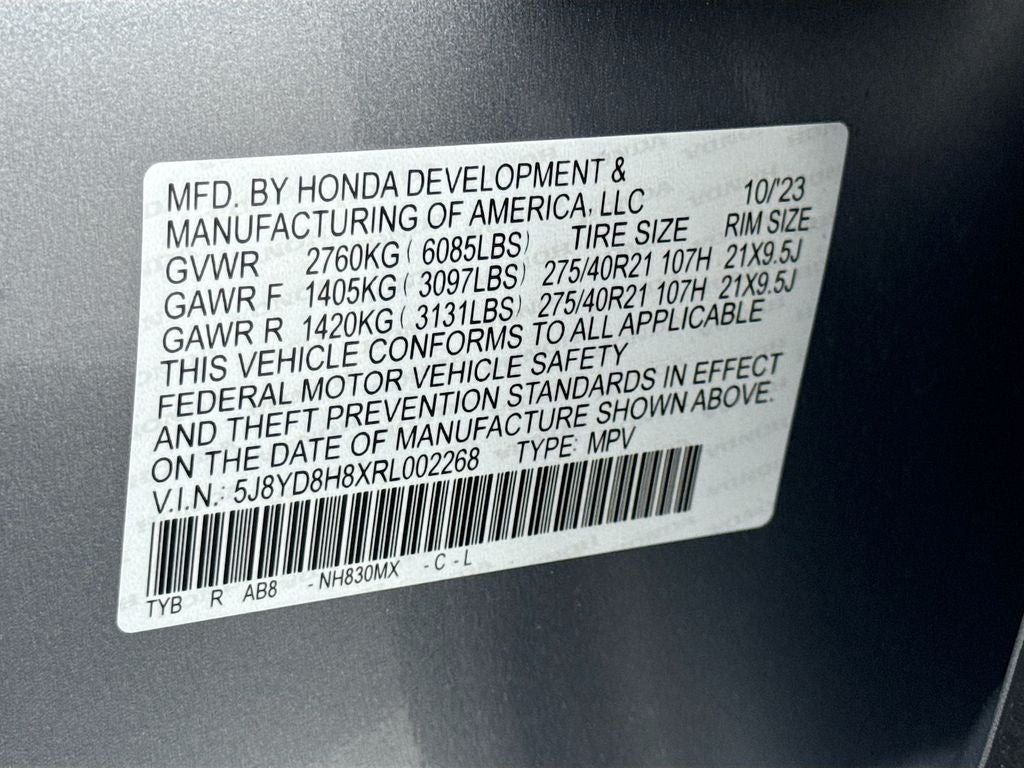 MFD. BY HONDA DEVELOPMENT &
MANUFACTURING OF AMERICA, LLC 10/'23
GVWR 2760KG ( 6085LBS) TIRE SIZE RIM SIZE
GAWR F 1405KG ( 3097LBS) 275/40R21 107H 21X9.5J
GAWR R 1420KG ( 3131LBS) 275/40R21 107H 21X9.5J
THIS VEHICLE CONFORMS TO ALL APPLICABLE
FEDERAL MOTOR VEHICLE SAFETY
AND THEFT PREVENTION STANDARDS IN EFFECT
ON THE DATE OF MANUFACTURE SHOWN ABOVE.
V.I.N.: 5J8YD8H8XRL002268 TYPE: MPV
TYB R AB8 - NH830MX - C - L